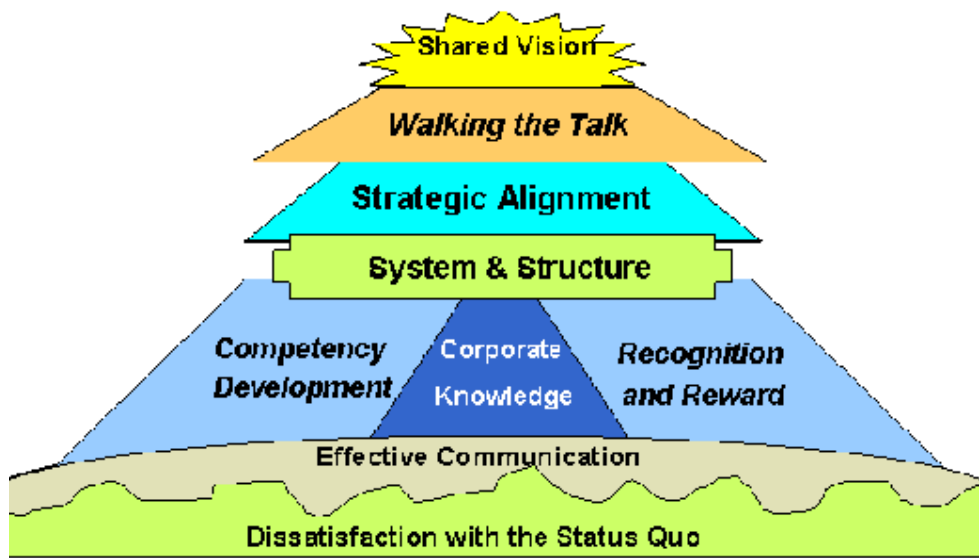 Shared Vision
Walking the Talk
Strategic Alignment
System & Structure
Competency
Development
Corporate
Knowledge
Recognition
and Reward
Effective Communication
Dissatisfaction with the Status Quo